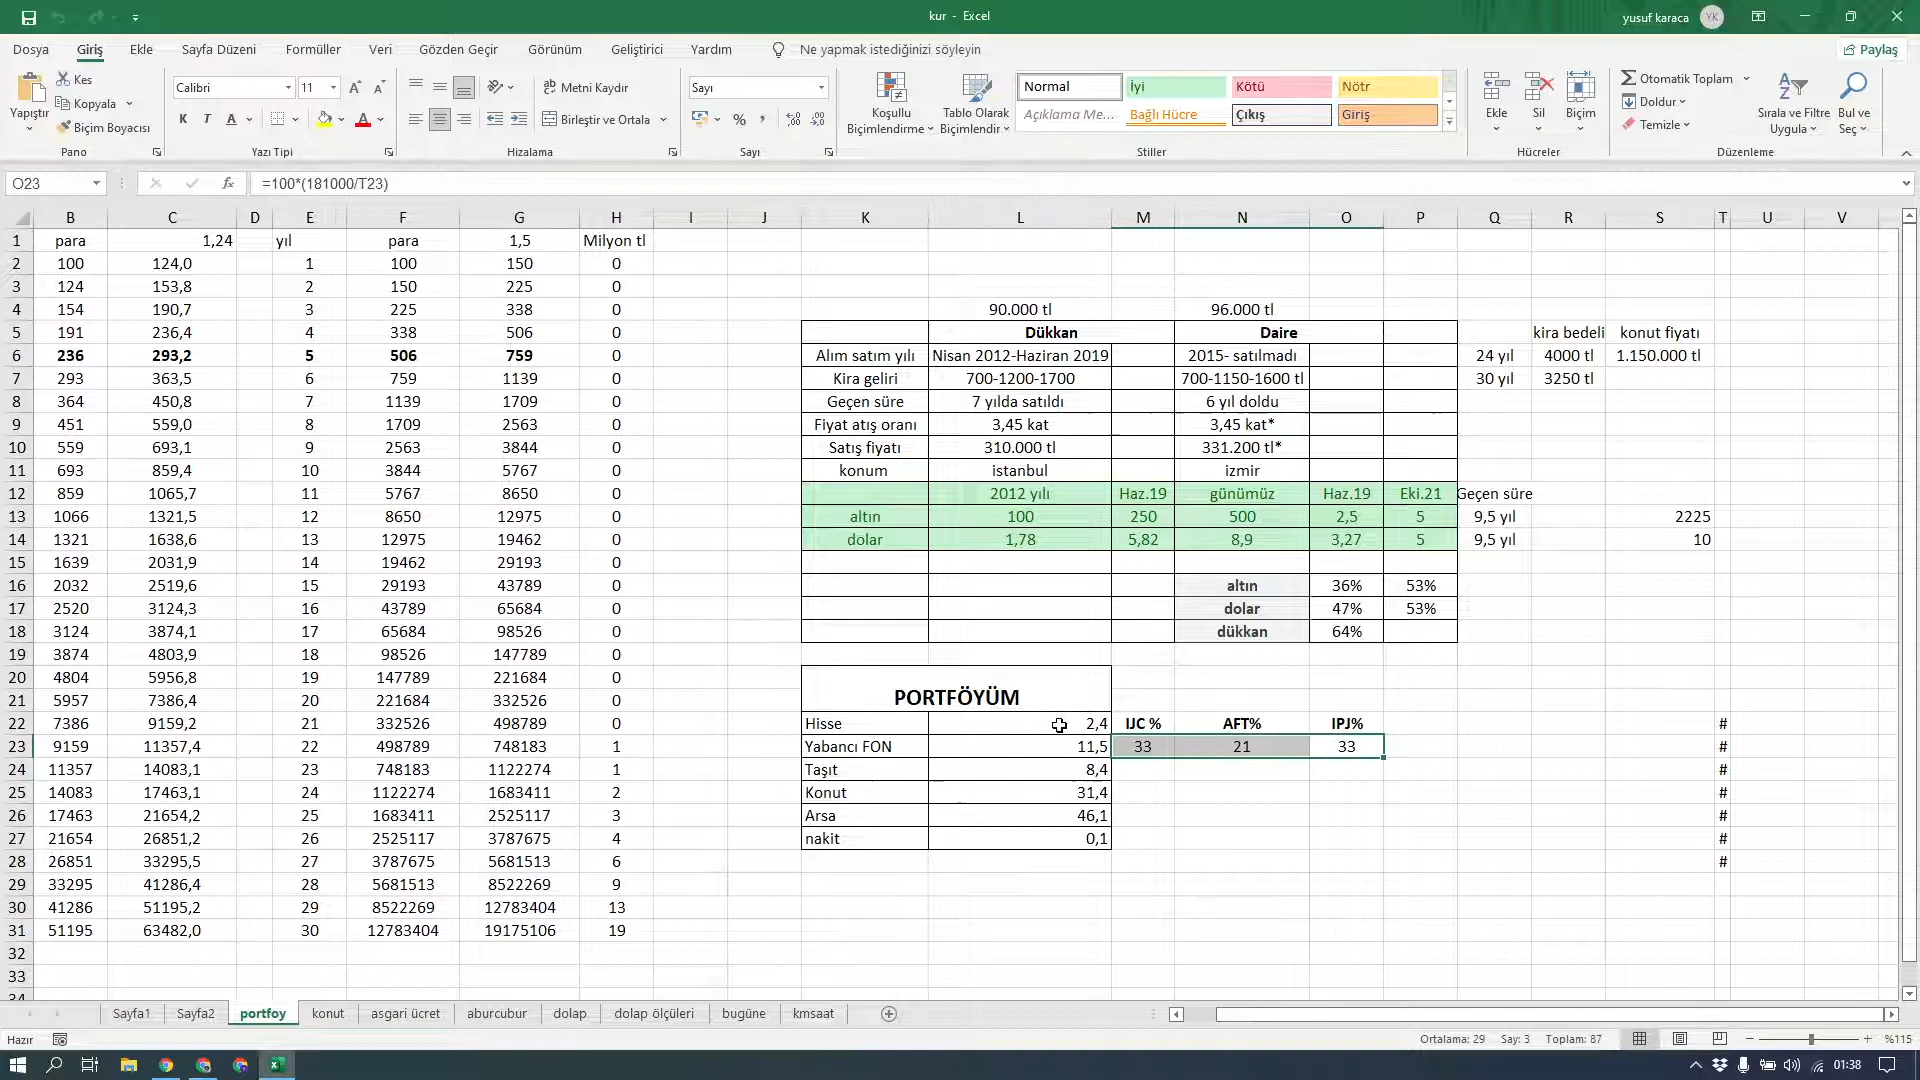 kur - Excel
yusuf karaca YK
Dosya Giriş Ekle Sayfa Düzeni Formüller Veri Gözden Geçir Görünüm Geliştirici Yardım Ne yapmak istediğinizi söyleyin Paylaş
Yapıştır Kes Kopyala Biçim Boyacısı Pano
Calibri 11 K T A Yazı Tipi
Metni Kaydır Birleştir ve Ortala Hizalama
Sayı % Sayı
Koşullu Biçimlendirme Tablo Olarak Biçimlendir
Normal İyi Kötü Nötr
Açıklama Me... Bağlı Hücre Çıkış Giriş
Stiller
Ekle Sil Biçim Hücreler
Otomatik Toplam Doldur Temizle Sırala ve Filtre Uygula Bul ve Seç Düzenleme
O23 fx =100*(181000/T23)
B C D E F G H I J K L M N O P Q R S T U V
1 para 1,24 yıl para 1,5 Milyon tl
2 100 124,0 1 100 150 0
3 124 153,8 2 150 225 0
4 154 190,7 3 225 338 0 90.000 tl 96.000 tl
5 191 236,4 4 338 506 0 Dükkan Daire kira bedeli konut fiyatı
6 236 293,2 5 506 759 0 Alım satım yılı Nisan 2012-Haziran 2019 2015- satılmadı 24 yıl 4000 tl 1.150.000 tl
7 293 363,5 6 759 1139 0 Kira geliri 700-1200-1700 700-1150-1600 tl 30 yıl 3250 tl
8 364 450,8 7 1139 1709 0 Geçen süre 7 yılda satıldı 6 yıl doldu
9 451 559,0 8 1709 2563 0 Fiyat atış oranı 3,45 kat 3,45 kat*
10 559 693,1 9 2563 3844 0 Satış fiyatı 310.000 tl 331.200 tl*
11 693 859,4 10 3844 5767 0 konum istanbul izmir
12 859 1065,7 11 5767 8650 0 2012 yılı Haz.19 günümüz Haz.19 Eki.21 Geçen süre
13 1066 1321,5 12 8650 12975 0 altın 100 250 500 2,5 5 9,5 yıl 2225
14 1321 1638,6 13 12975 19462 0 dolar 1,78 5,82 8,9 3,27 5 9,5 yıl 10
15 1639 2031,9 14 19462 29193 0
16 2032 2519,6 15 29193 43789 0 altın 36% 53%
17 2520 3124,3 16 43789 65684 0 dolar 47% 53%
18 3124 3874,1 17 65684 98526 0 dükkan 64%
19 3874 4803,9 18 98526 147789 0
20 4804 5956,8 19 147789 221684 0
21 5957 7386,4 20 221684 332526 0 PORTFÖYÜM
22 7386 9159,2 21 332526 498789 0 Hisse 2,4 IJC % AFT% IPJ% #
23 9159 11357,4 22 498789 748183 1 Yabancı FON 11,5 33 21 33 #
24 11357 14083,1 23 748183 1122274 1 Taşıt 8,4 #
25 14083 17463,1 24 1122274 1683411 2 Konut 31,4 #
26 17463 21654,2 25 1683411 2525117 3 Arsa 46,1 #
27 21654 26851,2 26 2525117 3787675 4 nakit 0,1 #
28 26851 33295,5 27 3787675 5681513 6 #
29 33295 41286,4 28 5681513 8522269 9
30 41286 51195,2 29 8522269 12783404 13
31 51195 63482,0 30 12783404 19175106 19
32
33
34
Sayfa1 Sayfa2 portfoy konut asgari ücret aburcubur dolap dolap ölçüleri bugüne kmsaat
Hazır Ortalama: 29 Say: 3 Toplam: 87 %115
01:38